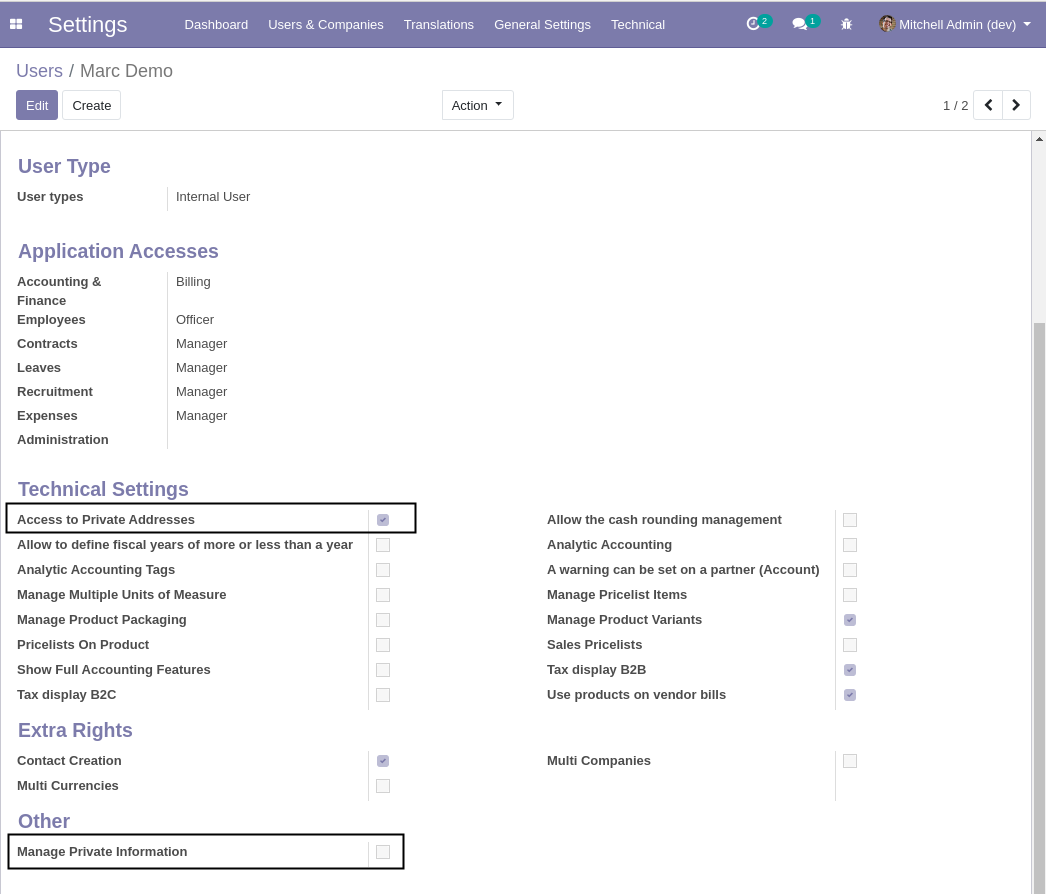 Settings Dashboard Users & Companies Translations General Settings Technical 2 1 Mitchell Admin (dev)
Users / Marc Demo
Edit Create Action 1 / 2
User Type
User types Internal User
Application Accesses
Accounting & Billing
Finance
Employees Officer
Contracts Manager
Leaves Manager
Recruitment Manager
Expenses Manager
Administration
Technical Settings
Access to Private Addresses Allow the cash rounding management
Allow to define fiscal years of more or less than a year Analytic Accounting
Analytic Accounting Tags A warning can be set on a partner (Account)
Manage Multiple Units of Measure Manage Pricelist Items
Manage Product Packaging Manage Product Variants
Pricelists On Product Sales Pricelists
Show Full Accounting Features Tax display B2B
Tax display B2C Use products on vendor bills
Extra Rights
Contact Creation Multi Companies
Multi Currencies
Other
Manage Private Information